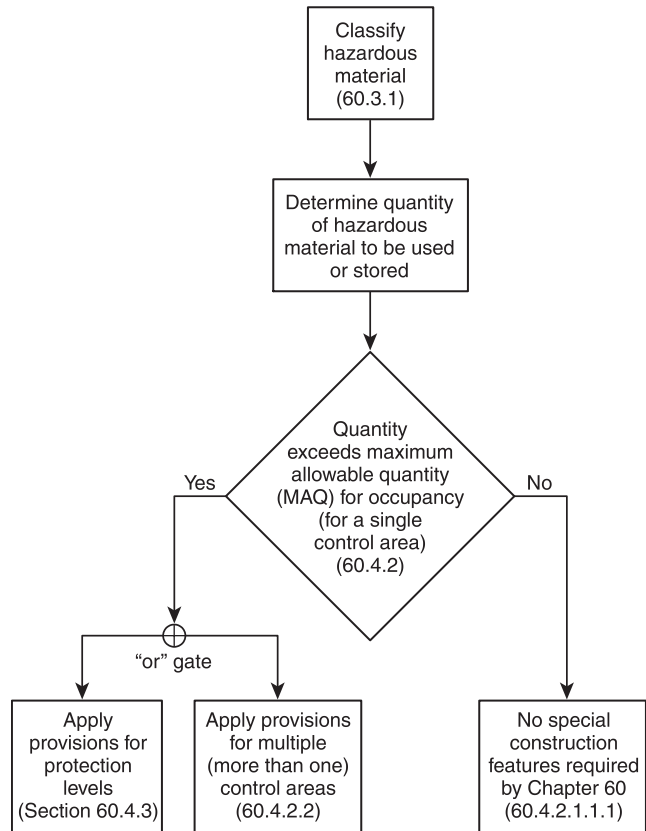 Classify
hazardous
material
(60.3.1)
Determine quantity
of hazardous
material to be used
or stored
Quantity
exceeds maximum
allowable quantity
(MAQ) for occupancy
(for a single
control area)
(60.4.2)
Yes
No
“or” gate
Apply
provisions for
protection
levels
(Section 60.4.3)
Apply provisions
for multiple
(more than one)
control areas
(60.4.2.2)
No special
construction
features required
by Chapter 60
(60.4.2.1.1.1)